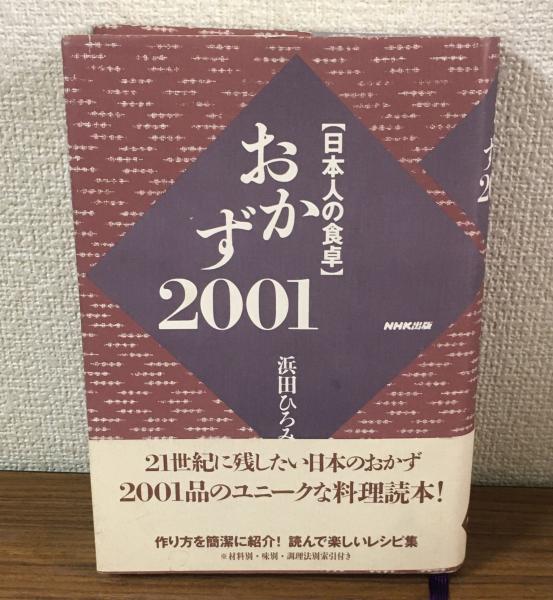 【日本人の食卓】
おかず
2001
浜田ひろみ
NHK出版
ず
2
21世紀に残したい日本のおかず
2001品のユニークな料理読本!
作り方を簡潔に紹介! 読んで楽しいレシピ集
※材料別・味別・調理法別索引付き